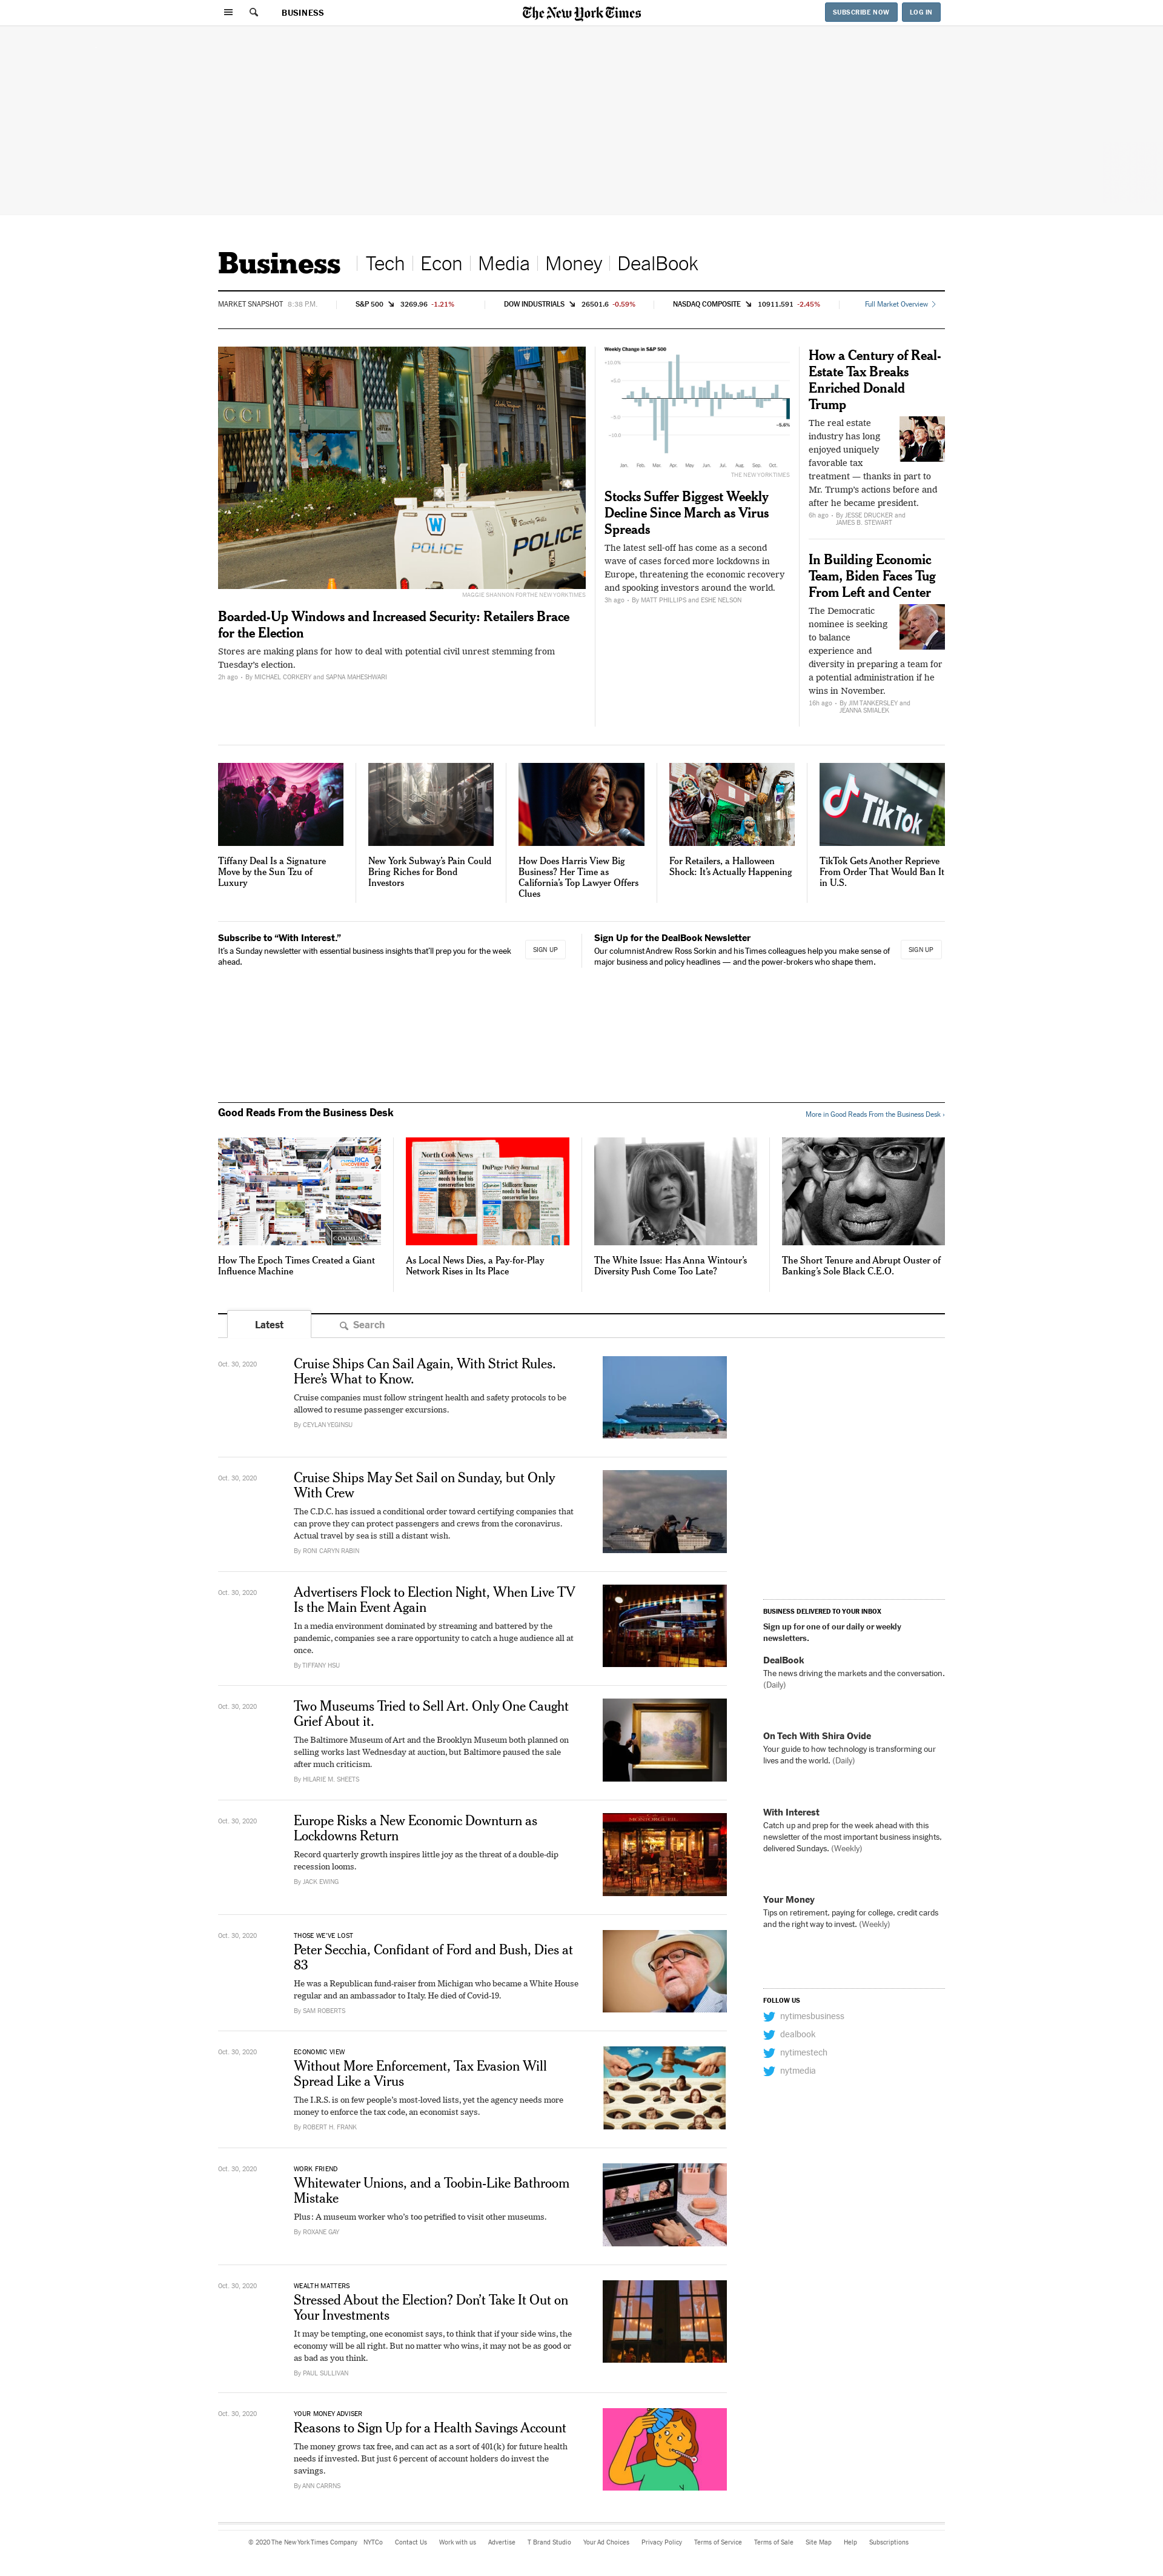 BUSINESS
The New York Times
SUBSCRIBE NOW
LOG IN
Business
Tech
Econ
Media
Money
DealBook
MARKET SNAPSHOT 8:38 P.M.
S&P 500 3269.96 -1.21%
DOW INDUSTRIALS 26501.6 -0.59%
NASDAQ COMPOSITE 10911.591 -2.45%
Full Market Overview
POLICE
POLICE
MAGGIE SHANNON FOR THE NEW YORK TIMES
Boarded-Up Windows and Increased Security: Retailers Brace
for the Election
Stores are making plans for how to deal with potential civil unrest stemming from
Tuesday's election.
2h ago • By MICHAEL CORKERY and SAPNA MAHESHWARI
Weekly Change in S&P 500
+10.0%
+5.0
-5.0
-10.0
-5.6%
Jan. Feb. Mar. Apr. May Jun. Jul. Aug. Sep. Oct.
THE NEW YORK TIMES
Stocks Suffer Biggest Weekly
Decline Since March as Virus
Spreads
The latest sell-off has come as a second
wave of cases forced more lockdowns in
Europe, threatening the economic recovery
and spooking investors around the world.
3h ago • By MATT PHILLIPS and ESHE NELSON
How a Century of Real-
Estate Tax Breaks
Enriched Donald
Trump
The real estate
industry has long
enjoyed uniquely
favorable tax
treatment — thanks in part to
Mr. Trump's actions before and
after he became president.
6h ago • By JESSE DRUCKER and
JAMES B. STEWART
In Building Economic
Team, Biden Faces Tug
From Left and Center
The Democratic
nominee is seeking
to balance
experience and
diversity in preparing a team for
a potential administration if he
wins in November.
16h ago • By JIM TANKERSLEY and
JEANNA SMIALEK
TikTok
Tiffany Deal Is a Signature
Move by the Sun Tzu of
Luxury
New York Subway's Pain Could
Bring Riches for Bond
Investors
How Does Harris View Big
Business? Her Time as
California's Top Lawyer Offers
Clues
For Retailers, a Halloween
Shock: It's Actually Happening
TikTok Gets Another Reprieve
From Order That Would Ban It
in U.S.
Subscribe to “With Interest.”
It's a Sunday newsletter with essential business insights that'll prep you for the week
ahead.
SIGN UP
Sign Up for the DealBook Newsletter
Our columnist Andrew Ross Sorkin and his Times colleagues help you make sense of
major business and policy headlines — and the power-brokers who shape them.
SIGN UP
Good Reads From the Business Desk
More in Good Reads From the Business Desk ›
North Cook News
DuPage Policy Journal
How The Epoch Times Created a Giant
Influence Machine
As Local News Dies, a Pay-for-Play
Network Rises in Its Place
The White Issue: Has Anna Wintour's
Diversity Push Come Too Late?
The Short Tenure and Abrupt Ouster of
Banking's Sole Black C.E.O.
Latest
Search
Oct. 30, 2020
Cruise Ships Can Sail Again, With Strict Rules.
Here's What to Know.
Cruise companies must follow stringent health and safety protocols to be
allowed to resume passenger excursions.
By CEYLAN YEGINSU
Oct. 30, 2020
Cruise Ships May Set Sail on Sunday, but Only
With Crew
The C.D.C. has issued a conditional order toward certifying companies that
can prove they can protect passengers and crews from the coronavirus.
Actual travel by sea is still a distant wish.
By RONI CARYN RABIN
Oct. 30, 2020
Advertisers Flock to Election Night, When Live TV
Is the Main Event Again
In a media environment dominated by streaming and battered by the
pandemic, companies see a rare opportunity to catch a huge audience all at
once.
By TIFFANY HSU
Oct. 30, 2020
Two Museums Tried to Sell Art. Only One Caught
Grief About it.
The Baltimore Museum of Art and the Brooklyn Museum both planned on
selling works last Wednesday at auction, but Baltimore paused the sale
after much criticism.
By HILARIE M. SHEETS
Oct. 30, 2020
Europe Risks a New Economic Downturn as
Lockdowns Return
Record quarterly growth inspires little joy as the threat of a double-dip
recession looms.
By JACK EWING
Oct. 30, 2020
THOSE WE'VE LOST
Peter Secchia, Confidant of Ford and Bush, Dies at
83
He was a Republican fund-raiser from Michigan who became a White House
regular and an ambassador to Italy. He died of Covid-19.
By SAM ROBERTS
Oct. 30, 2020
ECONOMIC VIEW
Without More Enforcement, Tax Evasion Will
Spread Like a Virus
The I.R.S. is on few people's most-loved lists, yet the agency needs more
money to enforce the tax code, an economist says.
By ROBERT H. FRANK
Oct. 30, 2020
WORK FRIEND
Whitewater Unions, and a Toobin-Like Bathroom
Mistake
Plus: A museum worker who's too petrified to visit other museums.
By ROXANE GAY
Oct. 30, 2020
WEALTH MATTERS
Stressed About the Election? Don't Take It Out on
Your Investments
It may be tempting, one economist says, to think that if your side wins, the
economy will be all right. But no matter who wins, it may not be as good or
as bad as you think.
By PAUL SULLIVAN
Oct. 30, 2020
YOUR MONEY ADVISER
Reasons to Sign Up for a Health Savings Account
The money grows tax free, and can act as a sort of 401(k) for future health
needs if invested. But just 6 percent of account holders do invest the
savings.
By ANN CARRNS
BUSINESS DELIVERED TO YOUR INBOX
Sign up for one of our daily or weekly
newsletters.
DealBook
The news driving the markets and the conversation.
(Daily)
On Tech With Shira Ovide
Your guide to how technology is transforming our
lives and the world. (Daily)
With Interest
Catch up and prep for the week ahead with this
newsletter of the most important business insights,
delivered Sundays. (Weekly)
Your Money
Tips on retirement, paying for college, credit cards
and the right way to invest. (Weekly)
FOLLOW US
nytimesbusiness
dealbook
nytimestech
nytmedia
© 2020 The New York Times Company NYTCo Contact Us Work with us Advertise T Brand Studio Your Ad Choices Privacy Policy Terms of Service Terms of Sale Site Map Help Subscriptions